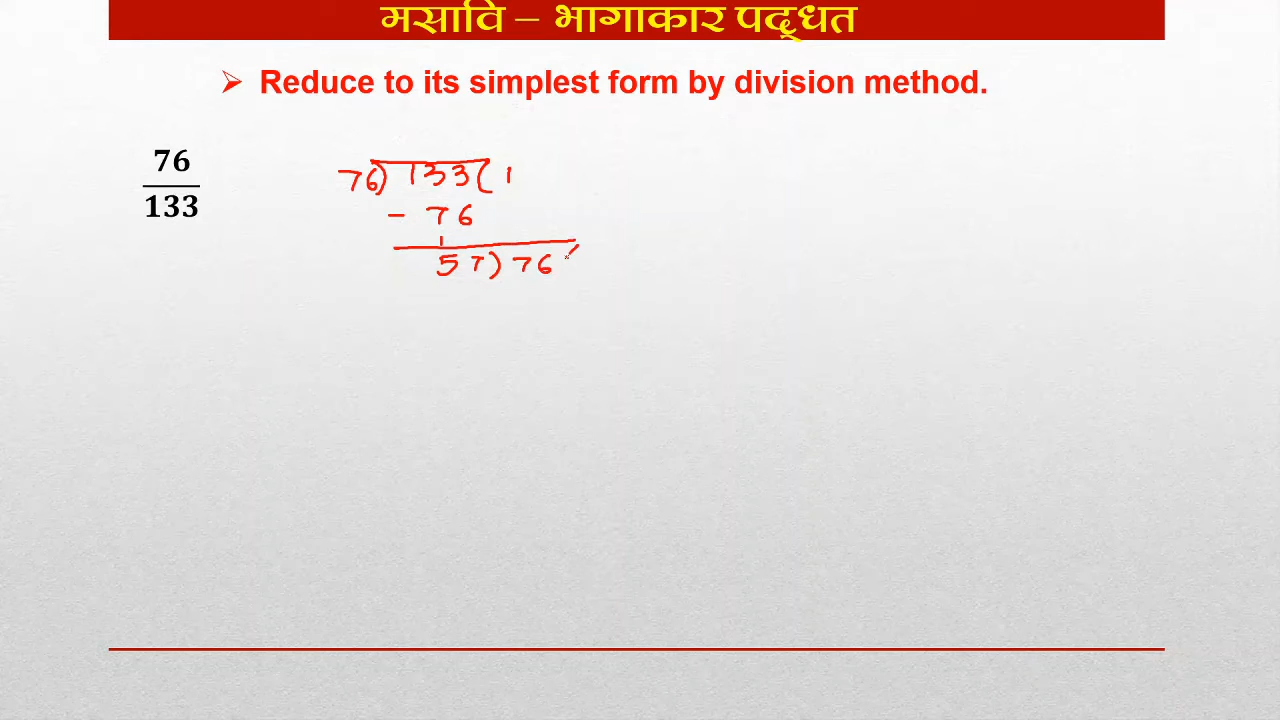 मसावि – भागाकार पद्धत
➢ Reduce to its simplest form by division method.
76
133
76) 133 ( 1
- 76
1
57) 76